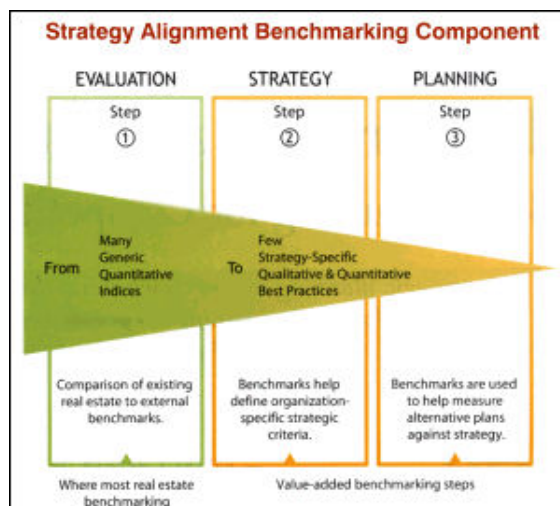 Strategy Alignment Benchmarking Component
EVALUATION
Step
1
STRATEGY
Step
2
PLANNING
Step
3
From
Many
Generic
Quantitative
Indices
To
Few
Strategy-Specific
Qualitative & Quantitative
Best Practices
Comparison of existing
real estate to external
benchmarks.
Benchmarks help
define organization-
specific strategic
criteria.
Benchmarks are used
to help measure
alternative plans
against strategy.
Where most real estate
benchmarking
Value-added benchmarking steps